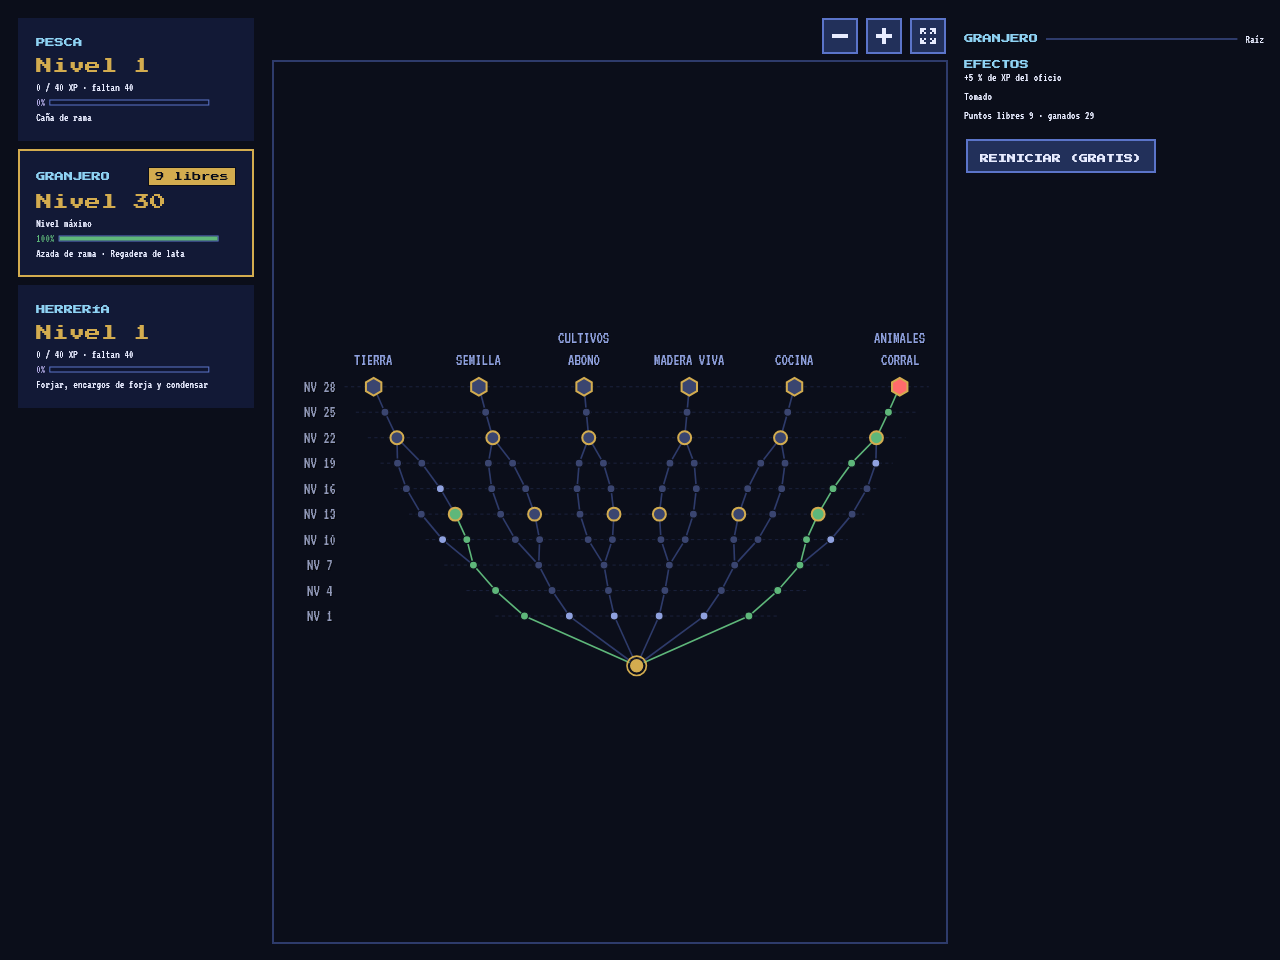 PESCA
Nivel 1
0 / 40 XP · faltan 40
0%
Caña de rama
GRANJERO
9 libres
Nivel 30
Nivel máximo
100%
Azada de rama · Regadera de lata
HERRERíA
Nivel 1
0 / 40 XP · faltan 40
0%
Forjar, encargos de forja y condensar
CULTIVOS
ANIMALES
TIERRA
SEMILLA
ABONO
MADERA VIVA
COCINA
CORRAL
NV 28
NV 25
NV 22
NV 19
NV 16
NV 13
NV 10
NV 7
NV 4
NV 1
GRANJERO
Raíz
EFECTOS
+5 % de XP del oficio
Tomado
Puntos libres 9 · ganados 29
REINICIAR (GRATIS)